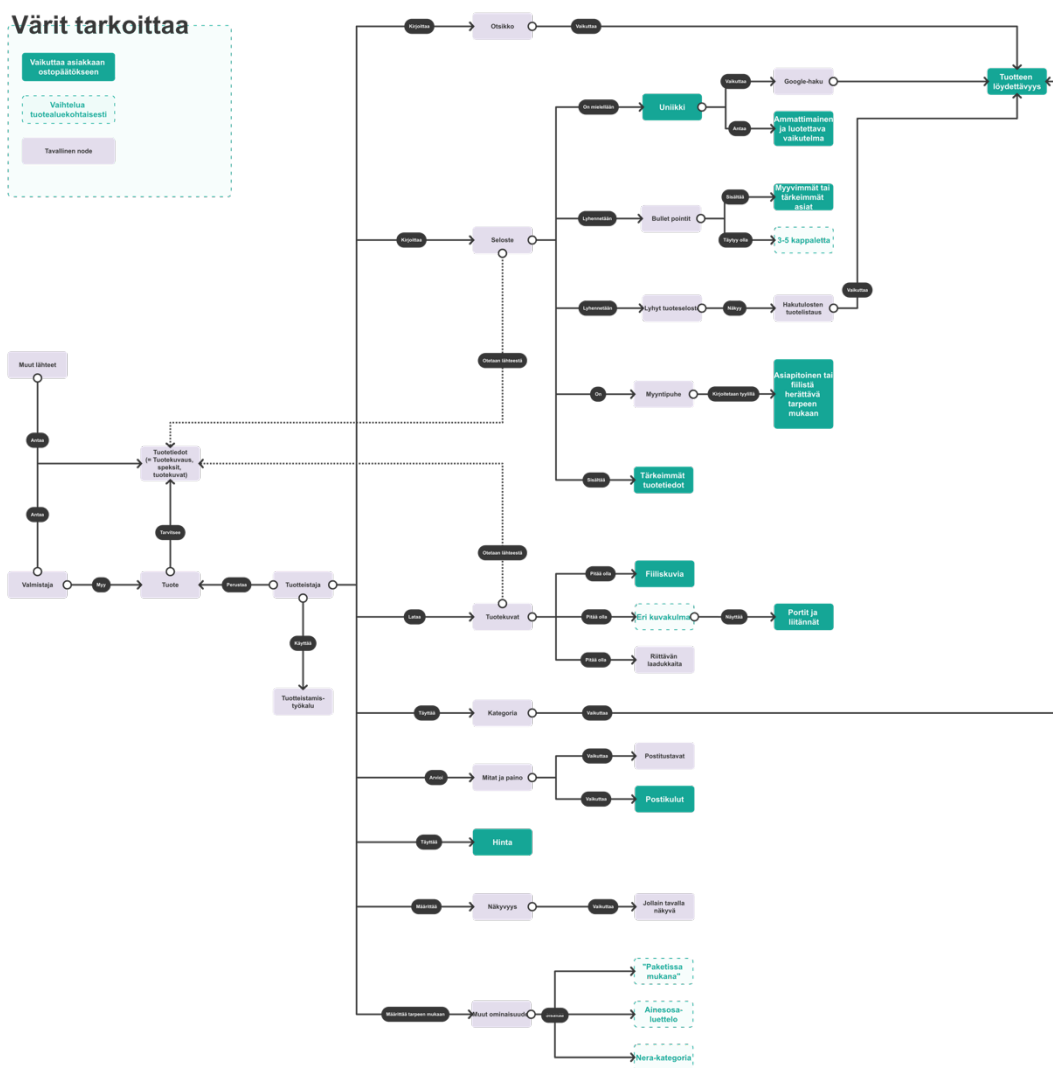 Värit tarkoittaa
Vaikuttaa asiakkaan
ostopäätökseen
Vaihtelua
tuotealuekohtaisesti
Tavallinen node
Kirjoittaa
Otsikko
Vaikuttaa
Tuotteen
löydettävyys
On mielellään
Uniikki
Vaikuttaa
Google-haku
Antaa
Ammattimainen
ja luotettava
vaikutelma
Kirjoittaa
Seloste
Lyhennetään
Bullet pointit
Sisältää
Myyvimmät tai
tärkeimmät
asiat
Täytyy olla
3-5 kappaletta
Lyhennetään
Lyhyt tuoteselost
Näkyy
Hakutulosten
tuotelistaus
Vaikuttaa
Otetaan lähteestä
On
Myyntipuhe
Kirjoitetaan tyylillä
Asiapitoinen tai
fiilistä
herättävä
tarpeen
mukaan
Sisältää
Tärkeimmät
tuotetiedot
Muut lähteet
Antaa
Tuotetiedot
(= Tuotekuvaus,
speksit,
tuotekuvat)
Antaa
Tarvitsee
Valmistaja
Myy
Tuote
Perustaa
Tuotteistaja
Käyttää
Tuotteistamis-
työkalu
Otetaan lähteestä
Lataa
Tuotekuvat
Pitää olla
Fiiliskuvia
Pitää olla
Eri kuvakulma
Näyttää
Portit ja
liitännät
Pitää olla
Riittävän
laadukkaita
Täyttää
Kategoria
Vaikuttaa
Arvioi
Mitat ja paino
Vaikuttaa
Postitustavat
Vaikuttaa
Postikulut
Täyttää
Hinta
Määrittää
Näkyvyys
Vaikuttaa
Jollain tavalla
näkyvä
Määrittää tarpeen mukaan
Muut ominaisuude
"Paketissa
mukana"
Ainesosa-
luettelo
Nera-kategoria